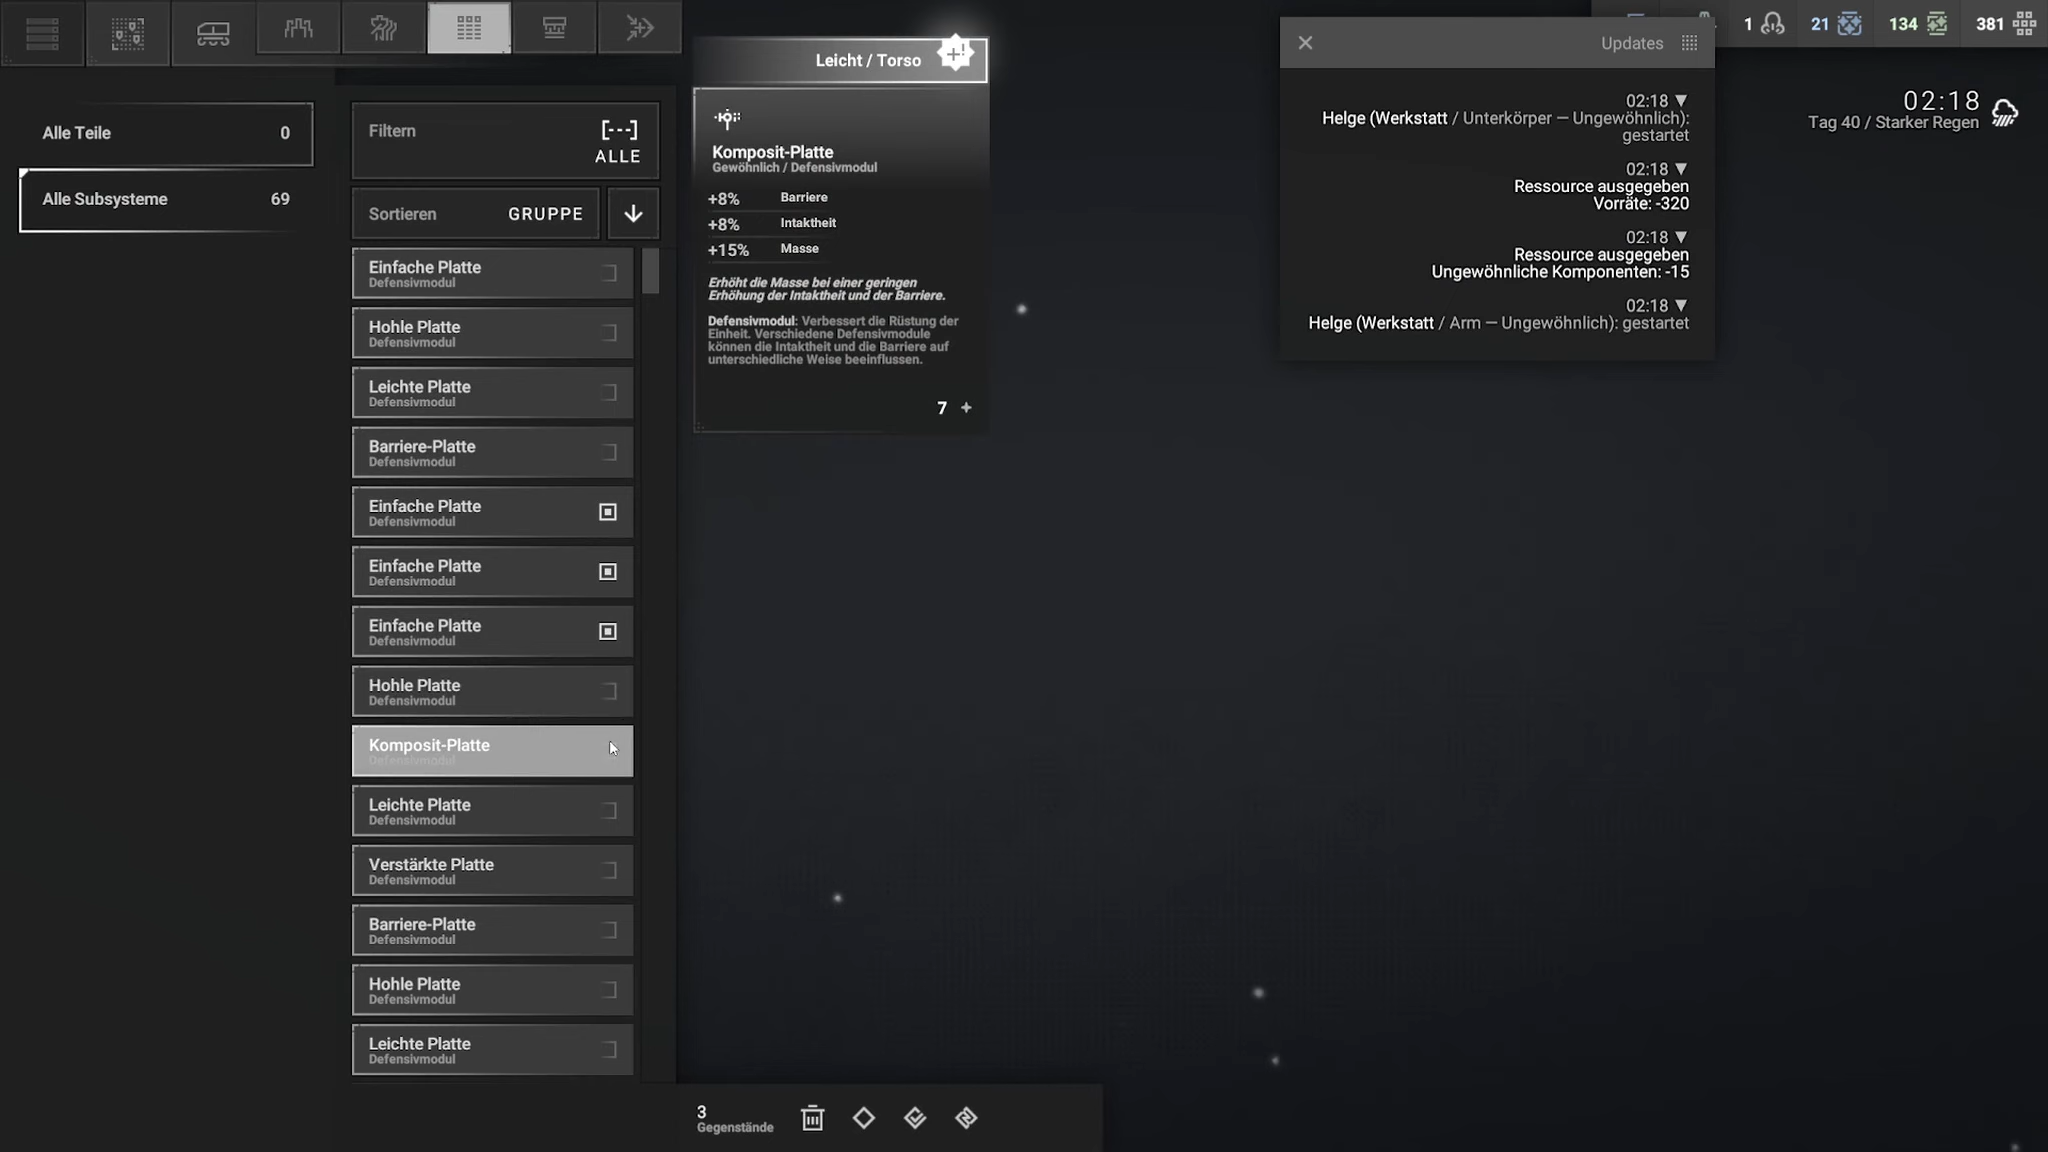 1
21
134
381
Alle Teile 0
Alle Subsysteme 69
Filtern
[---]
ALLE
Sortieren GRUPPE
Einfache Platte
Defensivmodul
Hohle Platte
Defensivmodul
Leichte Platte
Defensivmodul
Barriere-Platte
Defensivmodul
Einfache Platte
Defensivmodul
Einfache Platte
Defensivmodul
Einfache Platte
Defensivmodul
Hohle Platte
Defensivmodul
Komposit-Platte
Defensivmodul
Leichte Platte
Defensivmodul
Verstärkte Platte
Defensivmodul
Barriere-Platte
Defensivmodul
Hohle Platte
Defensivmodul
Leichte Platte
Defensivmodul
Leicht / Torso
Komposit-Platte
Gewöhnlich / Defensivmodul
+8% Barriere
+8% Intaktheit
+15% Masse
Erhöht die Masse bei einer geringen
Erhöhung der Intaktheit und der Barriere.
Defensivmodul: Verbessert die Rüstung der
Einheit. Verschiedene Defensivmodule
können die Intaktheit und die Barriere auf
unterschiedliche Weise beeinflussen.
7
3
Gegenstände
Updates
02:18
Helge (Werkstatt / Unterkörper — Ungewöhnlich):
gestartet
02:18
Ressource ausgegeben
Vorräte: -320
02:18
Ressource ausgegeben
Ungewöhnliche Komponenten: -15
02:18
Helge (Werkstatt / Arm — Ungewöhnlich): gestartet
02:18
Tag 40 / Starker Regen